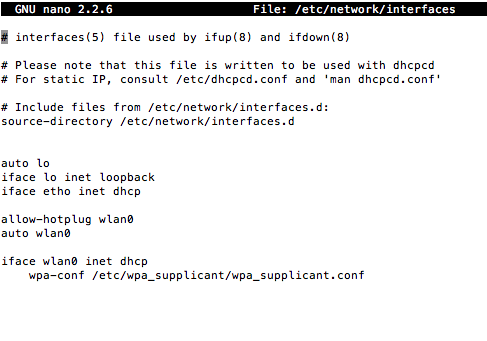 GNU nano 2.2.6 File: /etc/network/interfaces
# interfaces(5) file used by ifup(8) and ifdown(8)
# Please note that this file is written to be used with dhcpcd
# For static IP, consult /etc/dhcpcd.conf and 'man dhcpcd.conf'
# Include files from /etc/network/interfaces.d:
source-directory /etc/network/interfaces.d
auto lo
iface lo inet loopback
iface etho inet dhcp
allow-hotplug wlan0
auto wlan0
iface wlan0 inet dhcp
wpa-conf /etc/wpa_supplicant/wpa_supplicant.conf